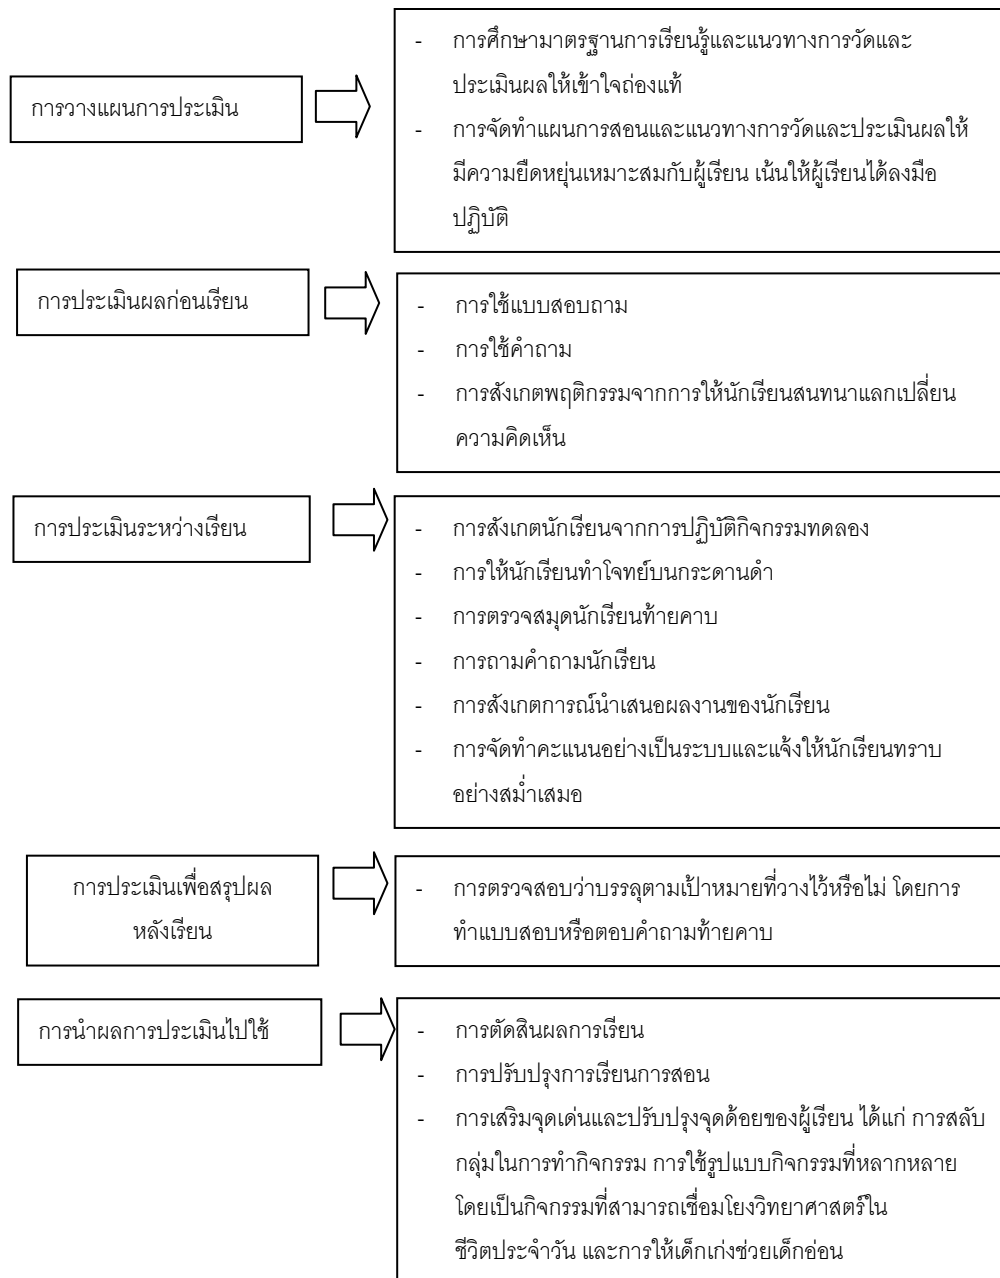 การวางแผนการประเมิน
- การศึกษามาตรฐานการเรียนรู้และแนวทางการวัดและ
ประเมินผลให้เข้าใจถ่องแท้
- การจัดทำแผนการสอนและแนวทางการวัดและประเมินผลให้
มีความยืดหยุ่นเหมาะสมกับผู้เรียน เน้นให้ผู้เรียนได้ลงมือ
ปฏิบัติ
การประเมินผลก่อนเรียน
- การใช้แบบสอบถาม
- การใช้คำถาม
- การสังเกตพฤติกรรมจากการให้นักเรียนสนทนาแลกเปลี่ยน
ความคิดเห็น
การประเมินระหว่างเรียน
- การสังเกตนักเรียนจากการปฏิบัติกิจกรรมทดลอง
- การให้นักเรียนทำโจทย์บนกระดานดำ
- การตรวจสมุดนักเรียนท้ายคาบ
- การถามคำถามนักเรียน
- การสังเกตการณ์นำเสนอผลงานของนักเรียน
- การจัดทำคะแนนอย่างเป็นระบบและแจ้งให้นักเรียนทราบ
อย่างสม่ำเสมอ
การประเมินเพื่อสรุปผล
หลังเรียน
- การตรวจสอบว่าบรรลุตามเป้าหมายที่วางไว้หรือไม่ โดยการ
ทำแบบสอบหรือตอบคำถามท้ายคาบ
การนำผลการประเมินไปใช้
- การตัดสินผลการเรียน
- การปรับปรุงการเรียนการสอน
- การเสริมจุดเด่นและปรับปรุงจุดด้อยของผู้เรียน ได้แก่ การสลับ
กลุ่มในการทำกิจกรรม การใช้รูปแบบกิจกรรมที่หลากหลาย
โดยเป็นกิจกรรมที่สามารถเชื่อมโยงวิทยาศาสตร์ใน
ชีวิตประจำวัน และการให้เด็กเก่งช่วยเด็กอ่อน